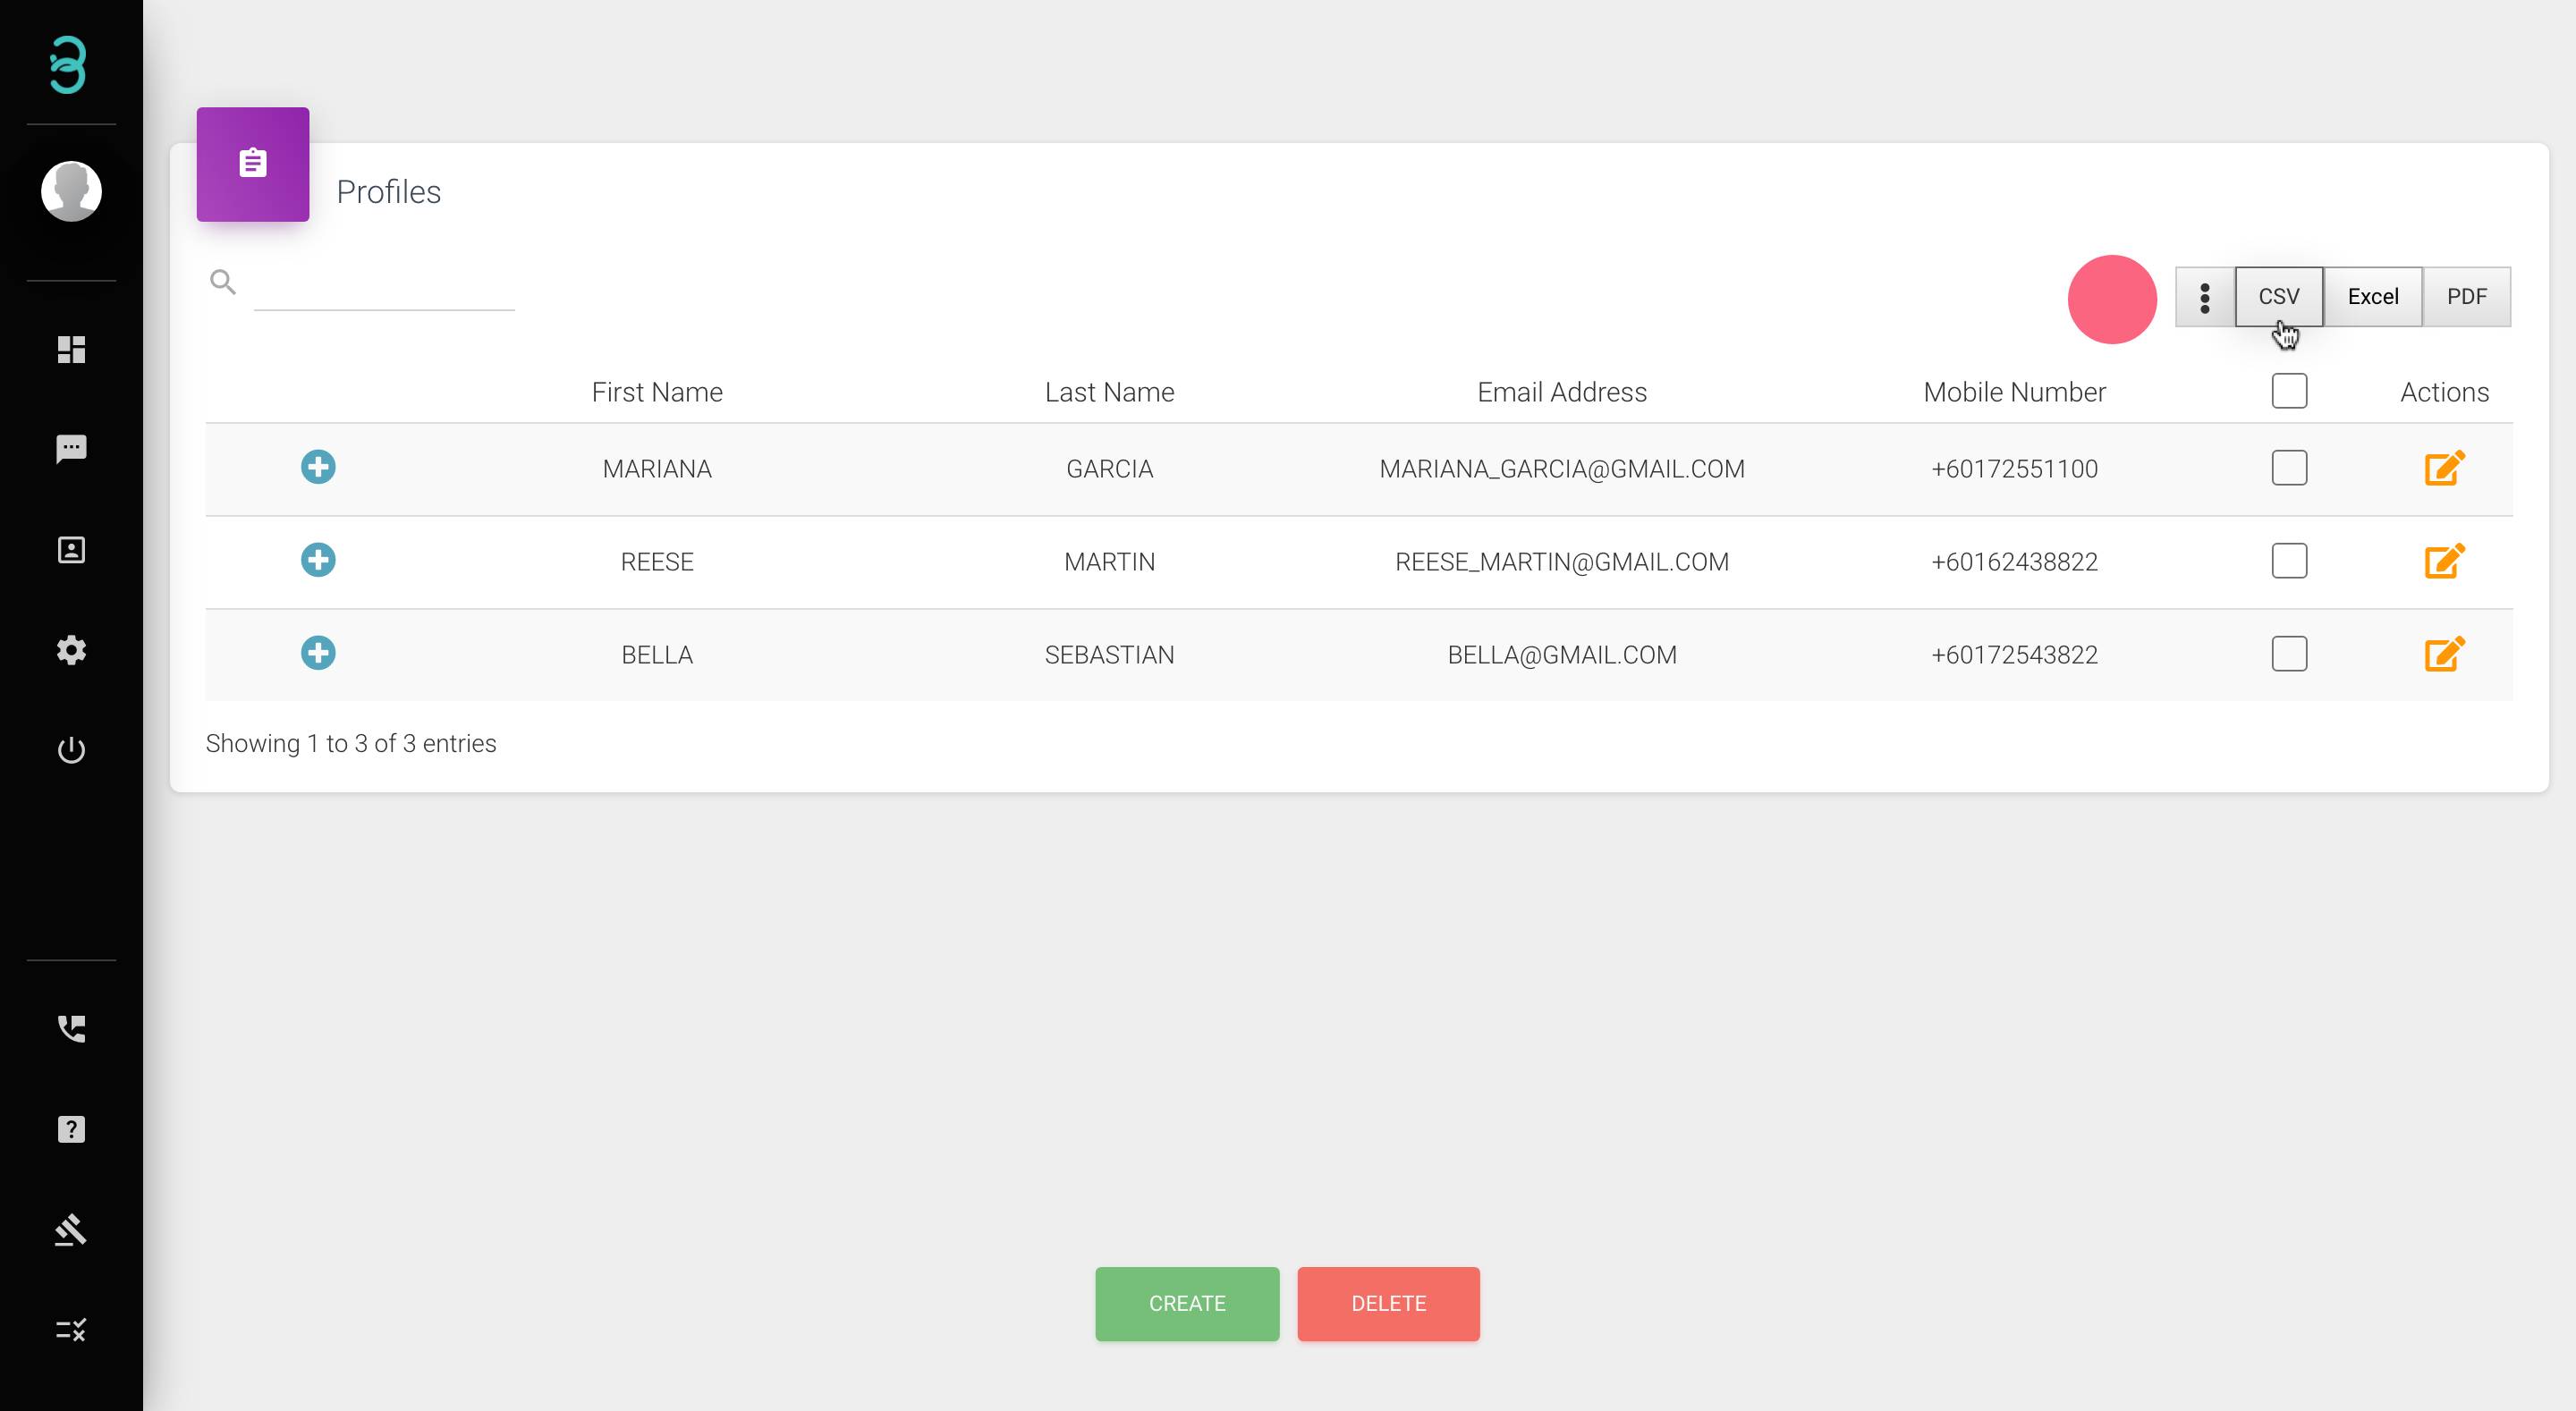 Profiles
CSV Excel PDF
First Name Last Name Email Address Mobile Number Actions
MARIANA GARCIA MARIANA_GARCIA@GMAIL.COM +60172551100
REESE MARTIN REESE_MARTIN@GMAIL.COM +60162438822
BELLA SEBASTIAN BELLA@GMAIL.COM +60172543822
Showing 1 to 3 of 3 entries
CREATE DELETE